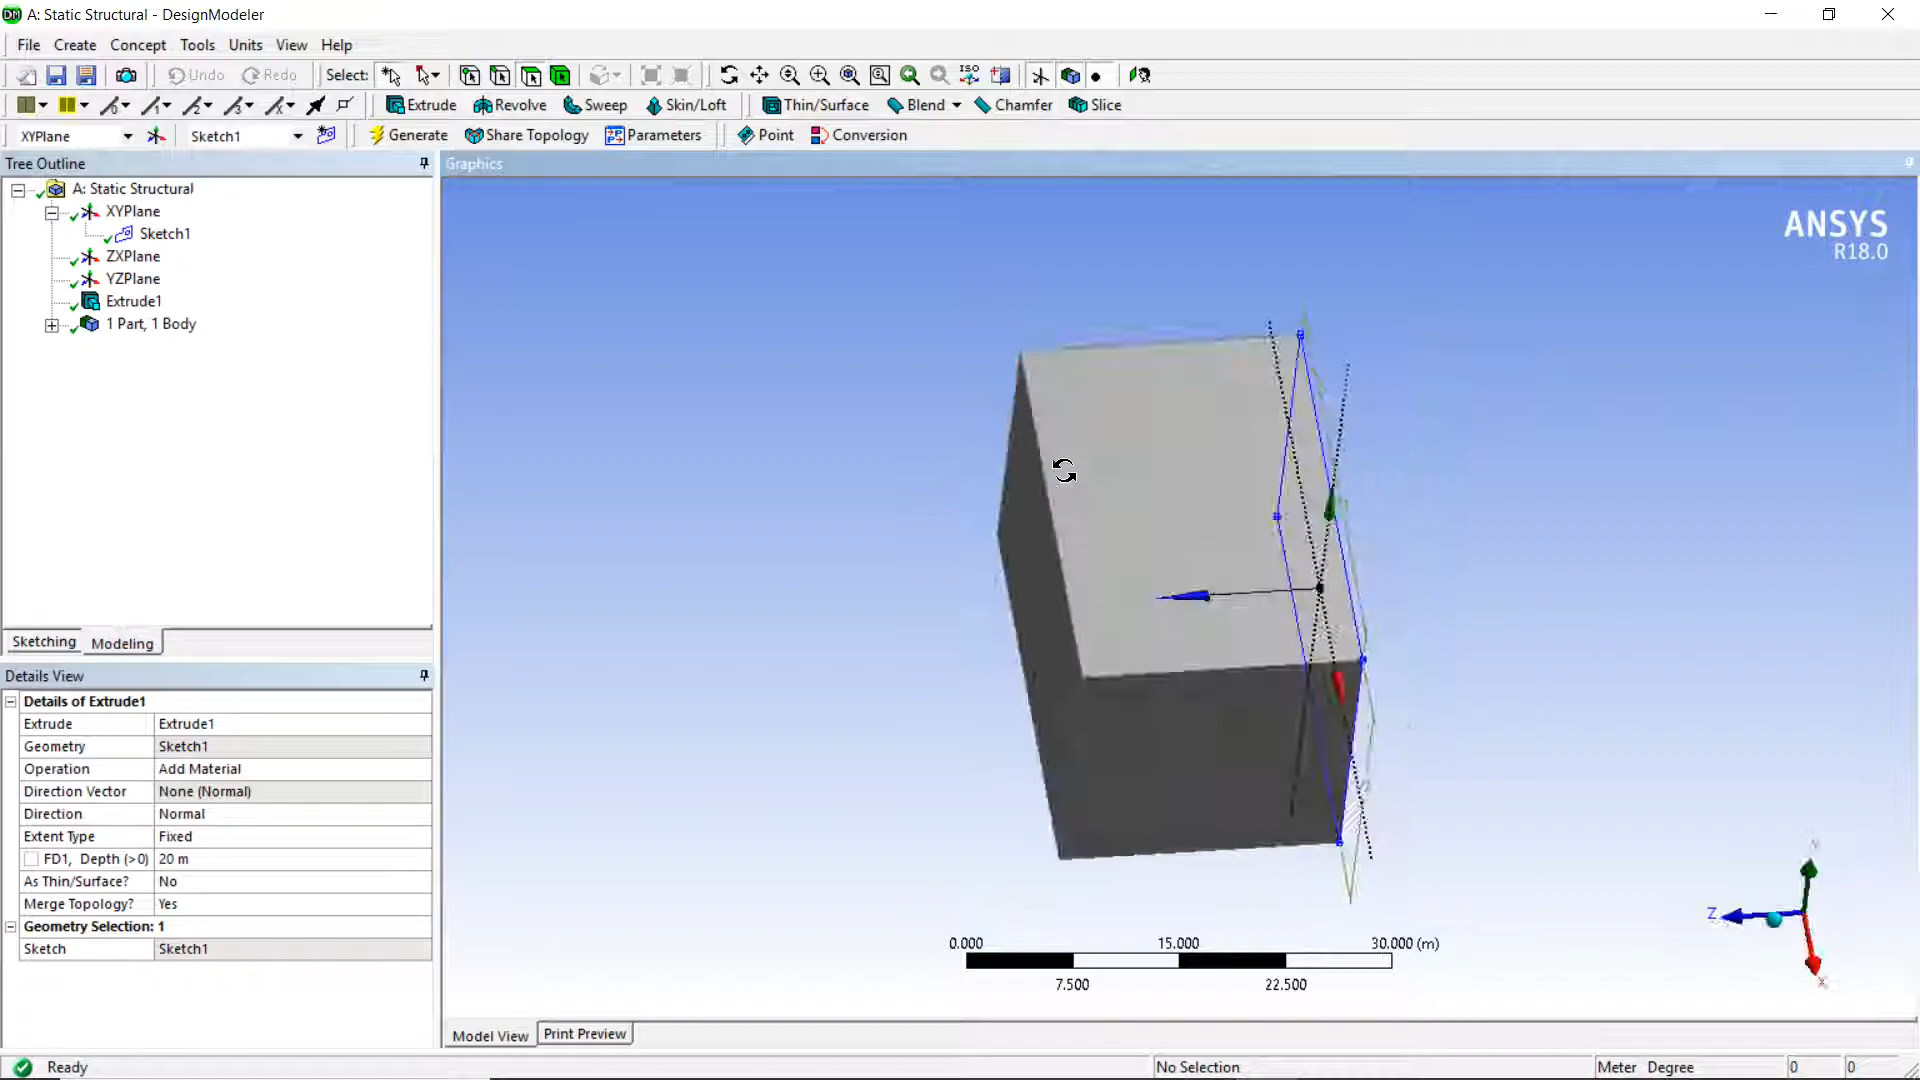 A: Static Structural - DesignModeler
File Create Concept Tools Units View Help
Undo Redo Select: ISO
Extrude Revolve Sweep Skin/Loft Thin/Surface Blend Chamfer Slice
XYPlane Sketch1 Generate Share Topology Parameters Point Conversion
Tree Outline
A: Static Structural
XYPlane
Sketch1
ZXPlane
YZPlane
Extrude1
1 Part, 1 Body
Sketching Modeling
Details View
Details of Extrude1
Extrude Extrude1
Geometry Sketch1
Operation Add Material
Direction Vector None (Normal)
Direction Normal
Extent Type Fixed
FD1, Depth (>0) 20 m
As Thin/Surface? No
Merge Topology? Yes
Geometry Selection: 1
Sketch Sketch1
Graphics
ANSYS
R18.0
0.000 15.000 30.000 (m)
7.500 22.500
Z
Y
X
Model View Print Preview
Ready No Selection Meter Degree 0 0